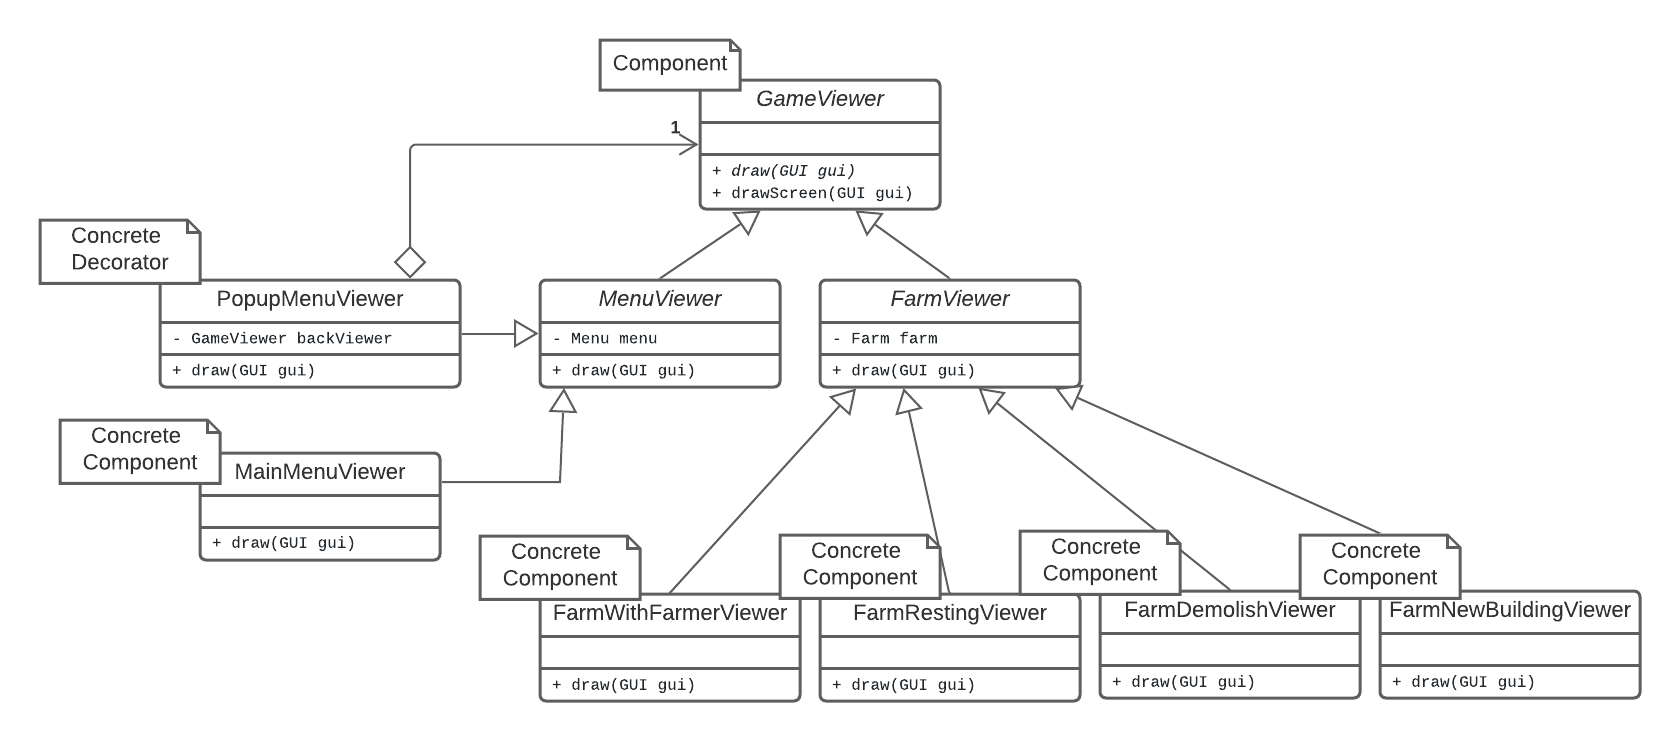 Component
GameViewer
1
+ draw(GUI gui)
+ drawScreen(GUI gui)
Concrete
Decorator
PopupMenuViewer
- GameViewer backViewer
+ draw(GUI gui)
MenuViewer
- Menu menu
+ draw(GUI gui)
FarmViewer
- Farm farm
+ draw(GUI gui)
Concrete
Component
MainMenuViewer
+ draw(GUI gui)
Concrete
Component
FarmWithFarmerViewer
+ draw(GUI gui)
Concrete
Component
FarmRestingViewer
+ draw(GUI gui)
Concrete
Component
FarmDemolishViewer
+ draw(GUI gui)
Concrete
Component
FarmNewBuildingViewer
+ draw(GUI gui)